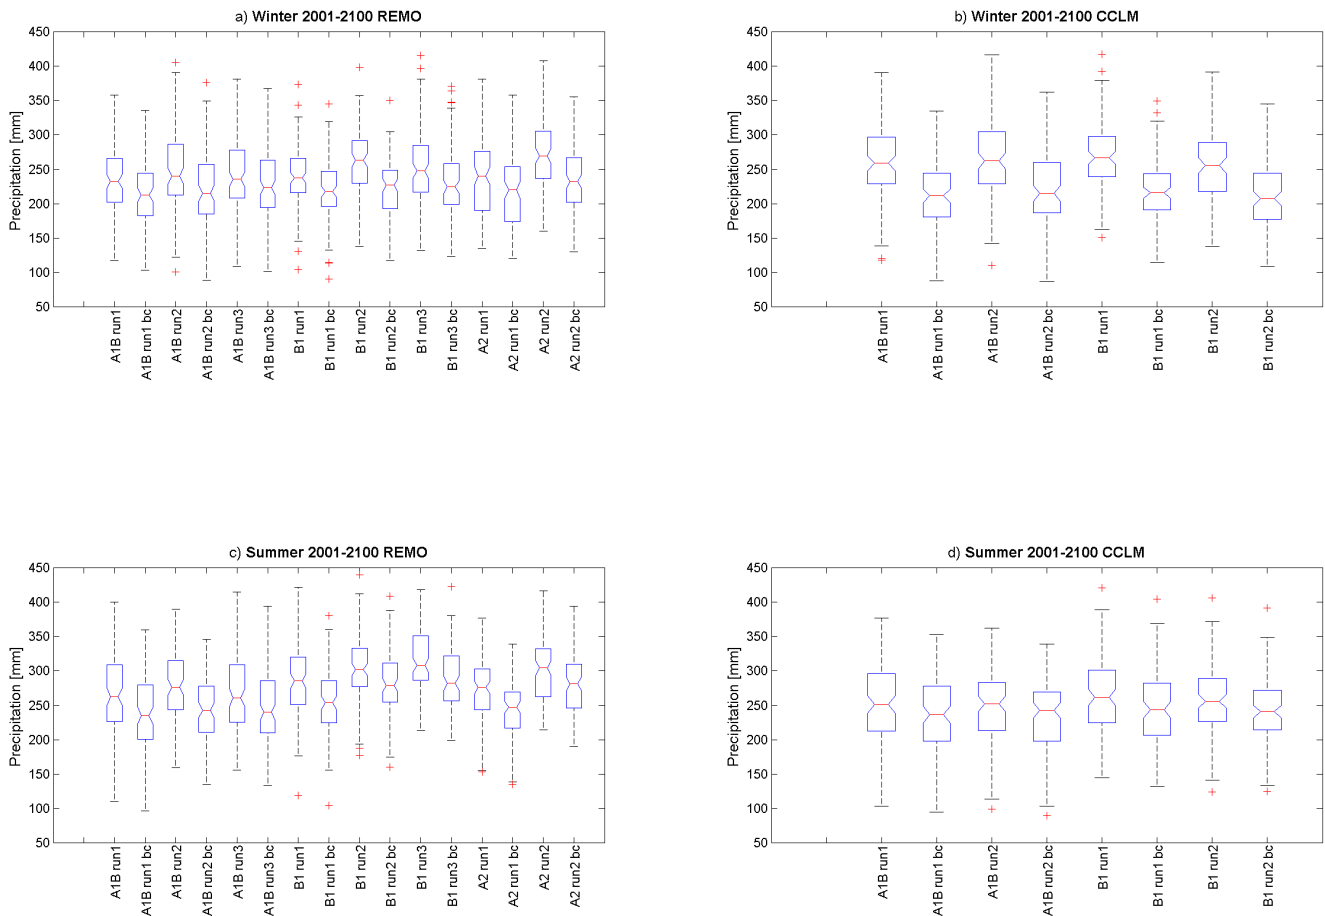 a) Winter 2001-2100 REMO
Precipitation [mm]
450
400
350
300
250
200
150
100
50
A1B run1
A1B run1 bc
A1B run2
A1B run2 bc
A1B run3
A1B run3 bc
B1 run1
B1 run1 bc
B1 run2
B1 run2 bc
B1 run3
B1 run3 bc
A2 run1
A2 run1 bc
A2 run2
A2 run2 bc
b) Winter 2001-2100 CCLM
Precipitation [mm]
450
400
350
300
250
200
150
100
50
A1B run1
A1B run1 bc
A1B run2
A1B run2 bc
B1 run1
B1 run1 bc
B1 run2
B1 run2 bc
c) Summer 2001-2100 REMO
Precipitation [mm]
450
400
350
300
250
200
150
100
50
A1B run1
A1B run1 bc
A1B run2
A1B run2 bc
A1B run3
A1B run3 bc
B1 run1
B1 run1 bc
B1 run2
B1 run2 bc
B1 run3
B1 run3 bc
A2 run1
A2 run1 bc
A2 run2
A2 run2 bc
d) Summer 2001-2100 CCLM
Precipitation [mm]
450
400
350
300
250
200
150
100
50
A1B run1
A1B run1 bc
A1B run2
A1B run2 bc
B1 run1
B1 run1 bc
B1 run2
B1 run2 bc